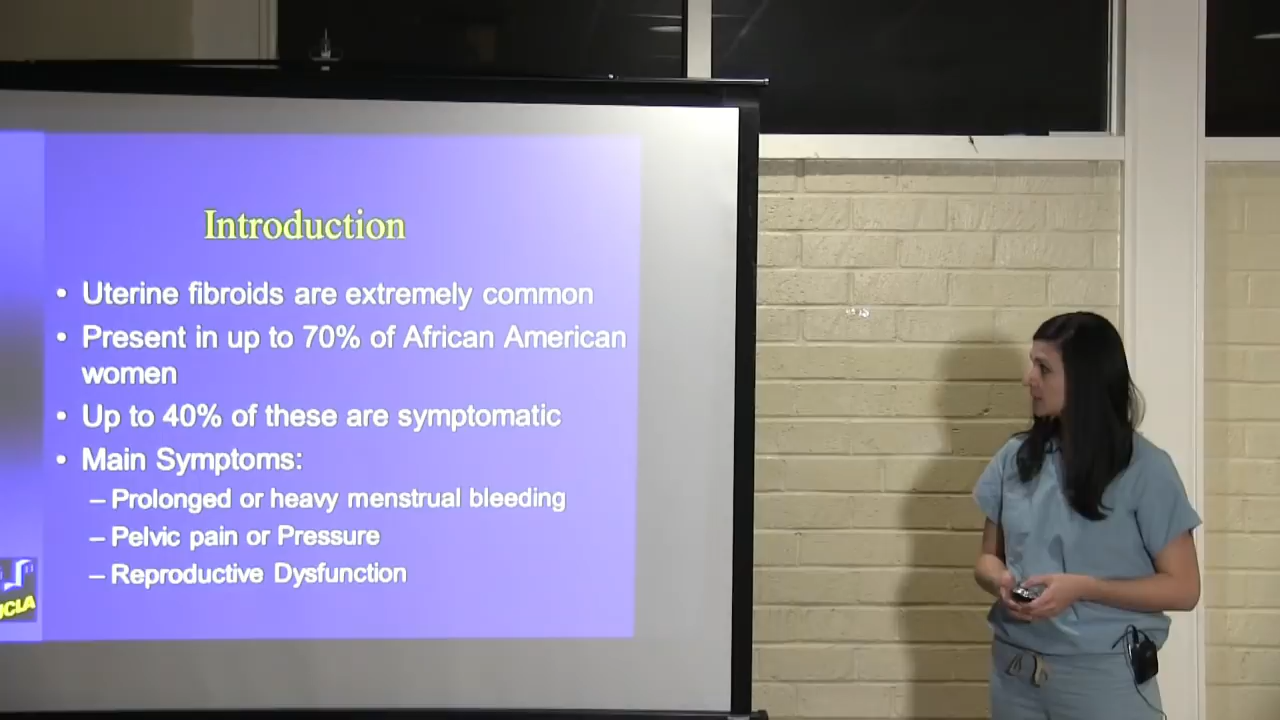 Introduction
• Uterine fibroids are extremely common
• Present in up to 70% of African American
women
• Up to 40% of these are symptomatic
• Main Symptoms:
– Prolonged or heavy menstrual bleeding
– Pelvic pain or Pressure
– Reproductive Dysfunction
UCLA